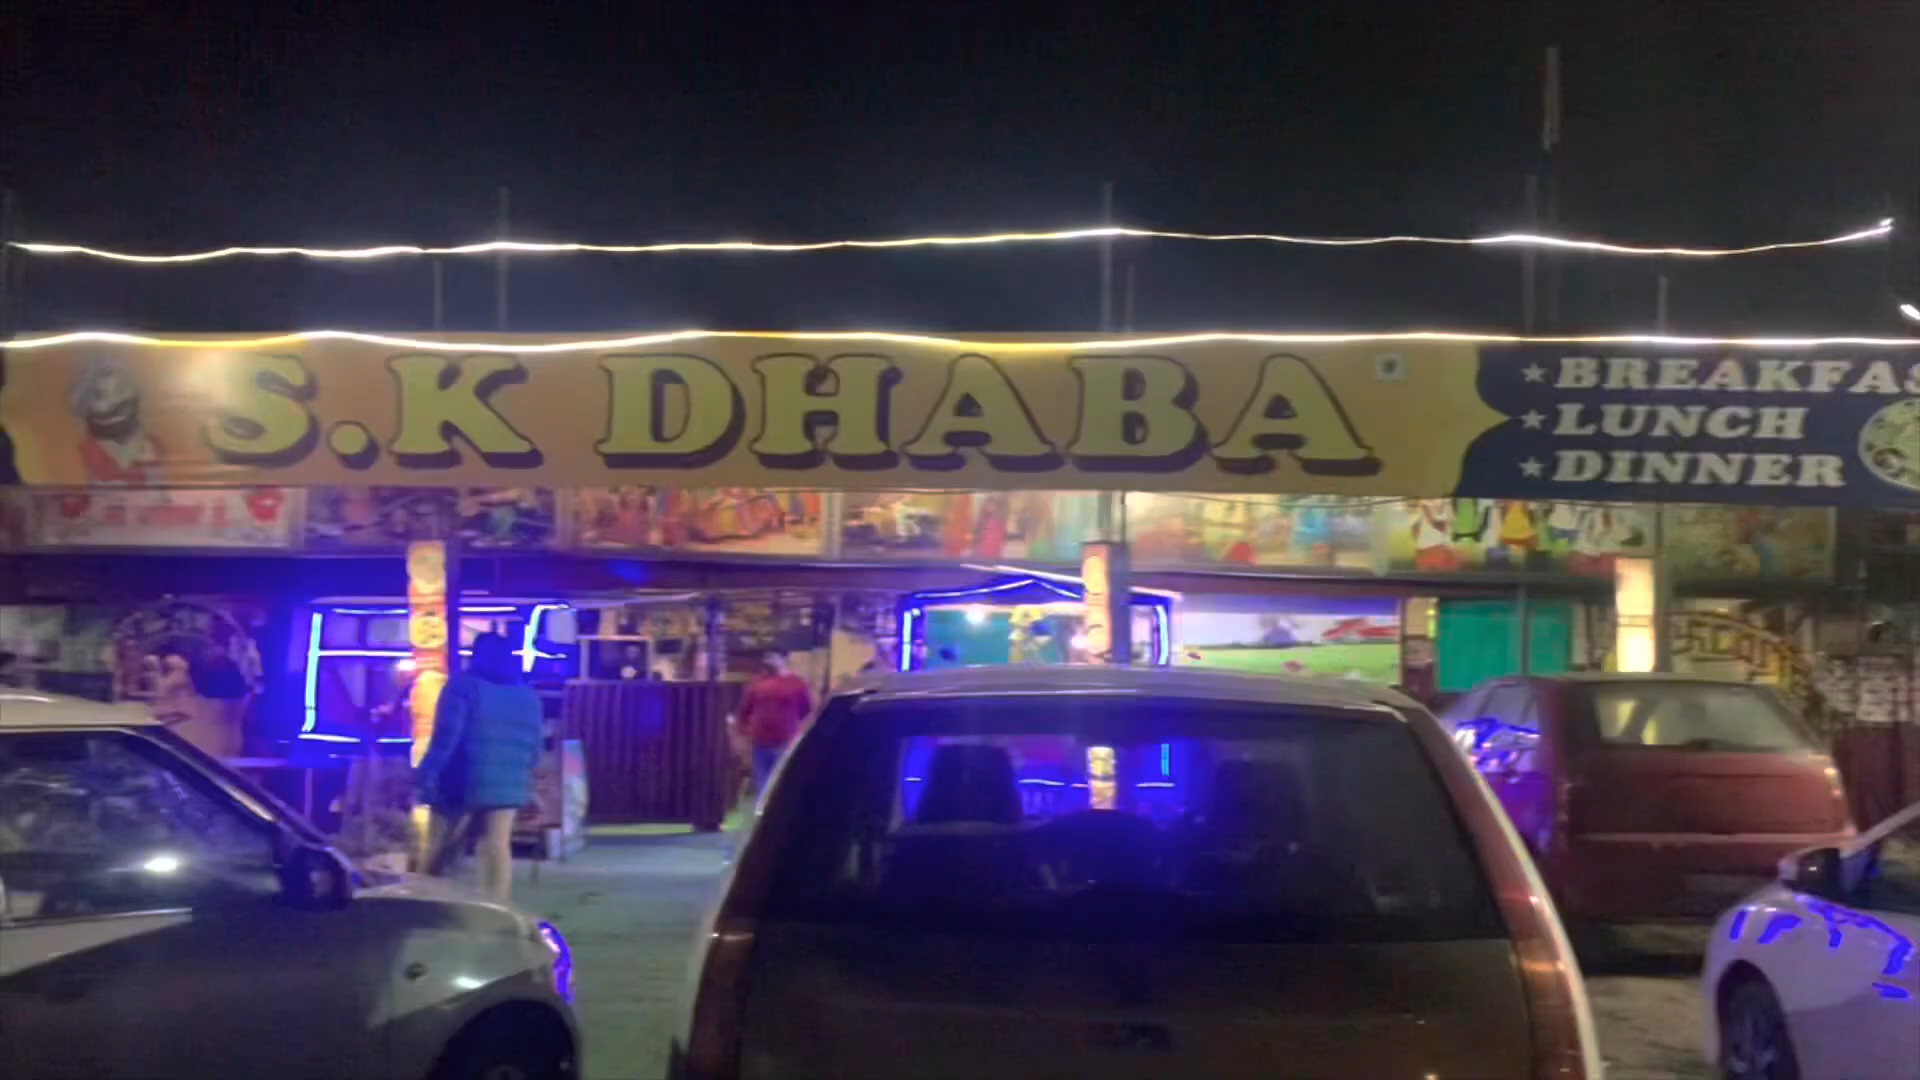 S.K DHABA
★BREAKFAS
★LUNCH
★DINNER